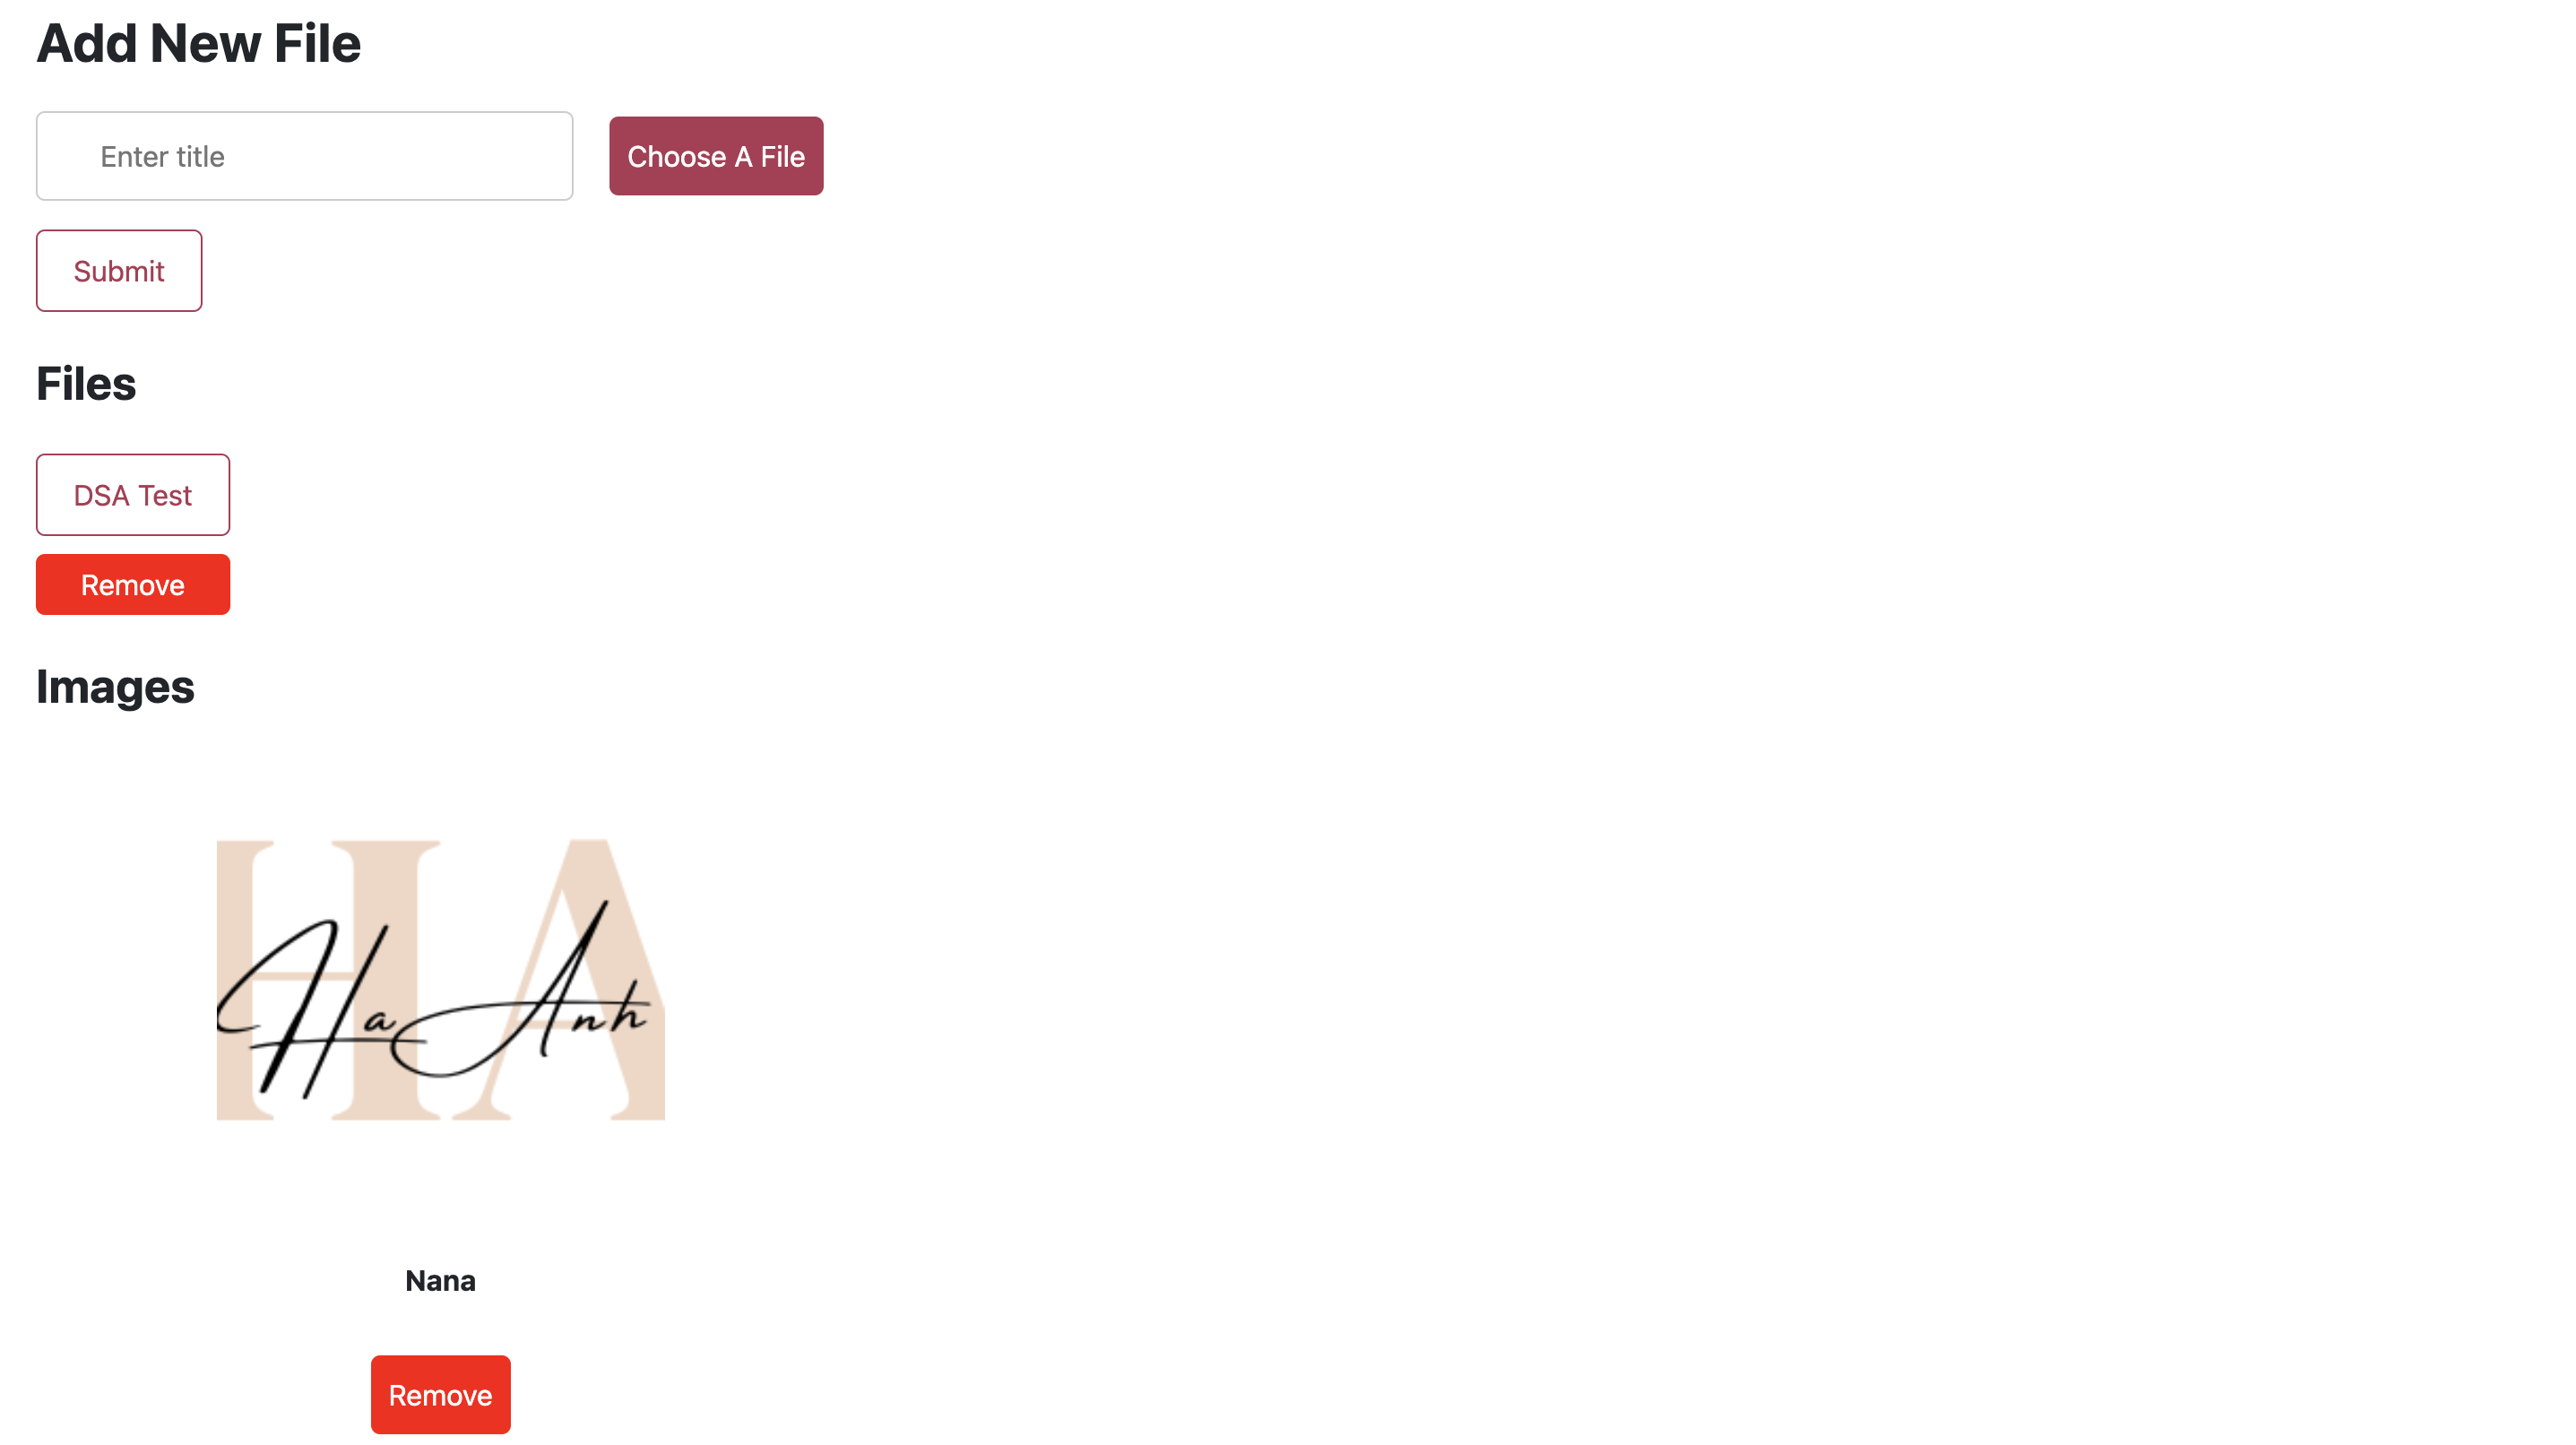 Add New File
Enter title
Choose A File
Submit
Files
DSA Test
Remove
Images
HA
Ha Anh
Nana
Remove